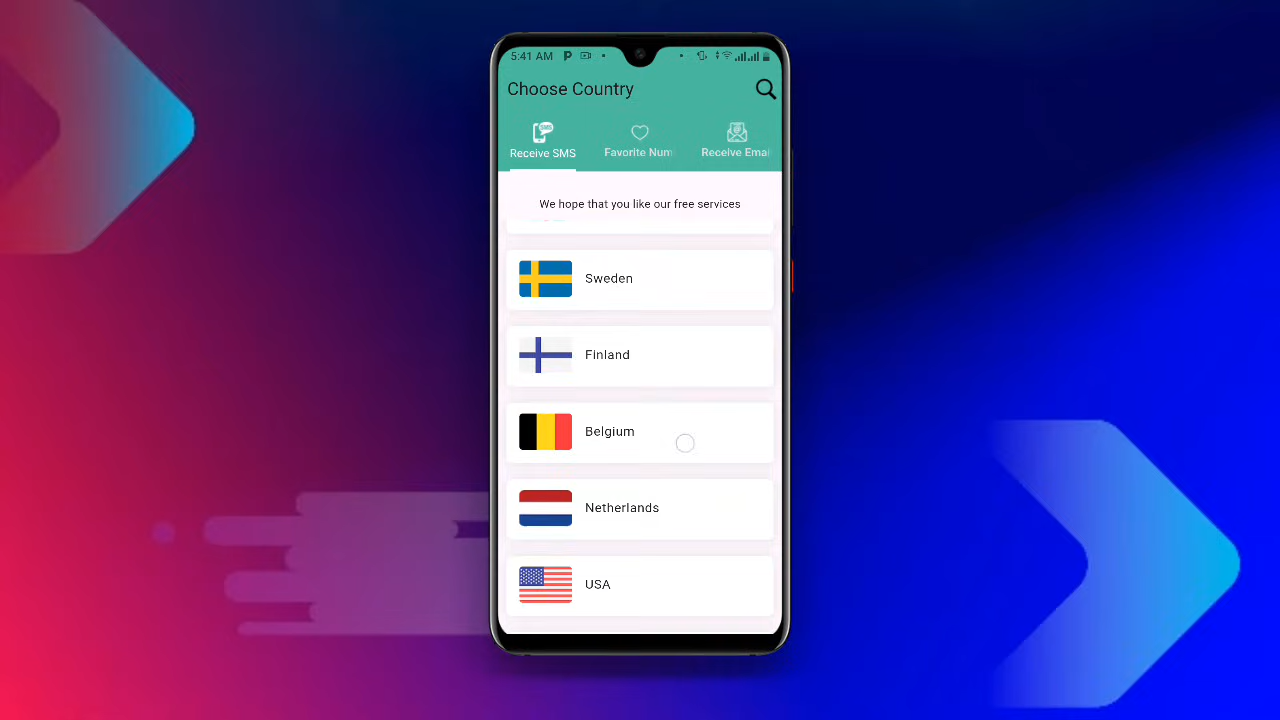 5:41 AM
Choose Country
Receive SMS
Favorite Num
Receive Emai
We hope that you like our free services
Sweden
Finland
Belgium
Netherlands
USA